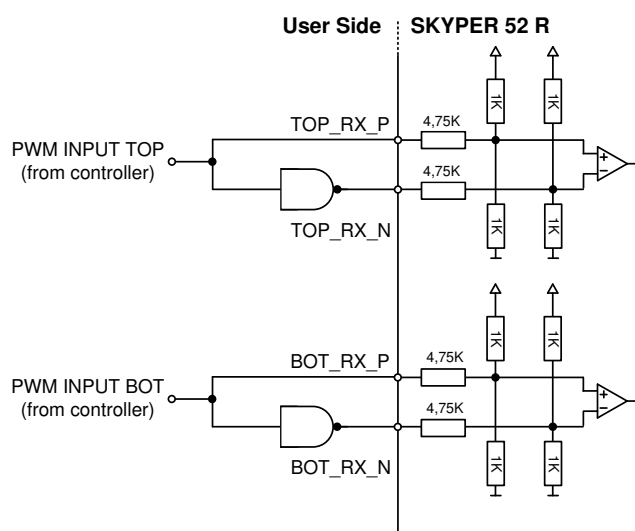 User Side
SKYPER 52 R
TOP_RX_P
4,75K
1K
1K
PWM INPUT TOP
(from controller)
+
−
4,75K
TOP_RX_N
1K
1K
BOT_RX_P
4,75K
1K
1K
PWM INPUT BOT
(from controller)
+
−
4,75K
BOT_RX_N
1K
1K